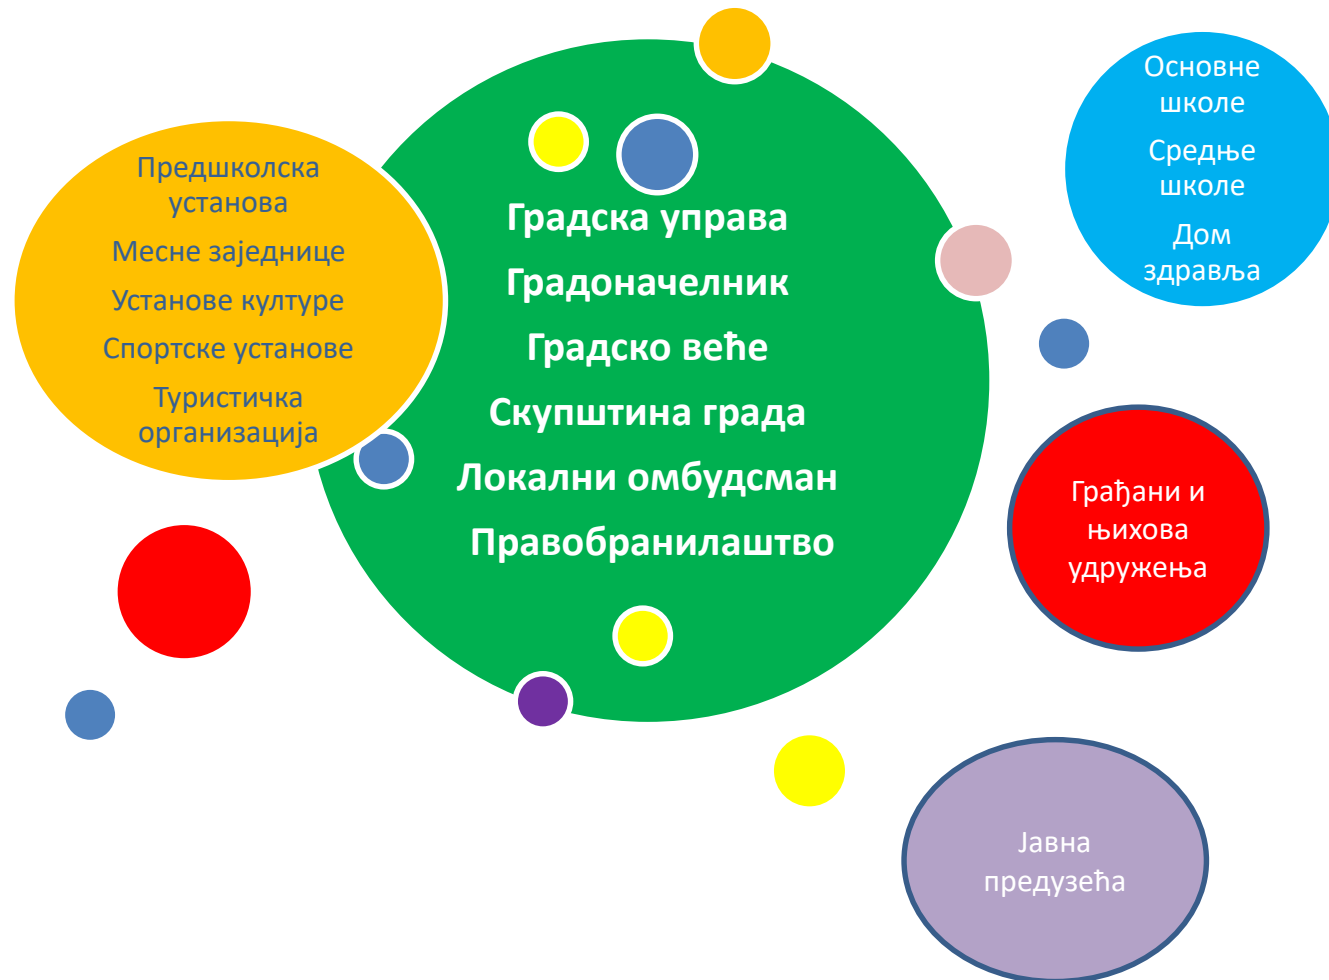 Предшколска
установа
Месне заједнице
Установе културе
Спортске установе
Туристичка
организација
Градска управа
Градоначелник
Градско веће
Скупштина града
Локални омбудсман
Правобранилаштво
Основне
школе
Средње
школе
Дом
здравља
Грађани и
њихова
удружења
Јавна
предузећа